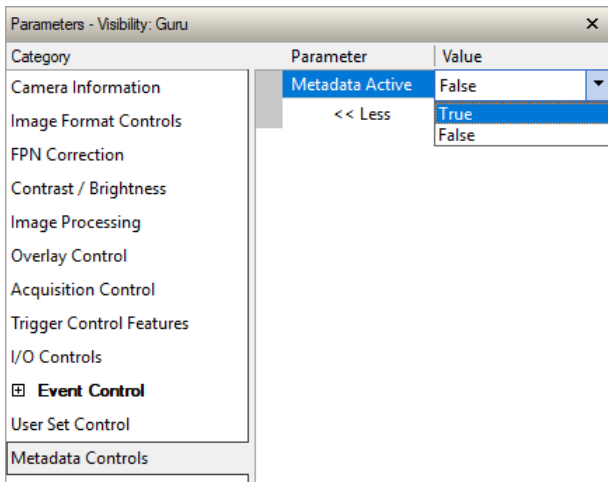 Parameters - Visibility: Guru
×
Category
Parameter
Value
Camera Information
Metadata Active
False
Image Format Controls
<< Less
True
False
FPN Correction
Contrast / Brightness
Image Processing
Overlay Control
Acquisition Control
Trigger Control Features
I/O Controls
Event Control
User Set Control
Metadata Controls